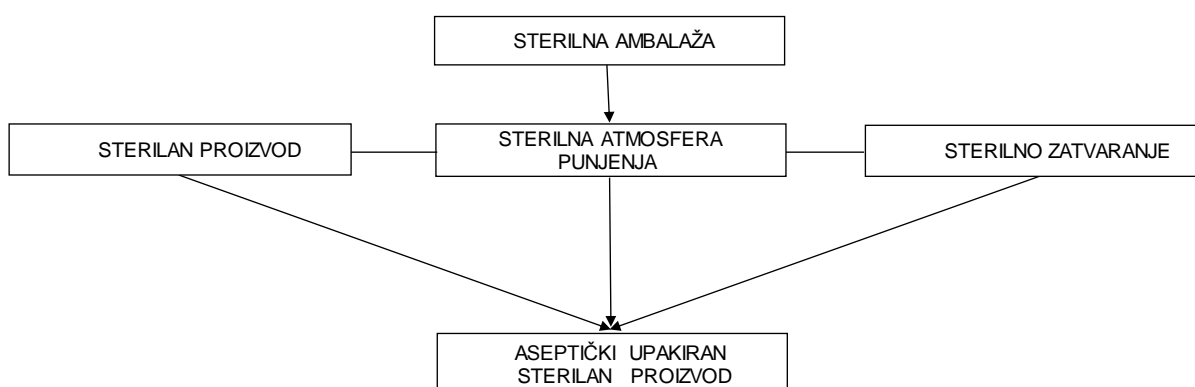 STERILNA AMBALAŽA
STERILAN PROIZVOD
STERILNA ATMOSFERA
PUNJENJA
STERILNO ZATVARANJE
ASEPTIČKI UPAKIRAN
STERILAN PROIZVOD